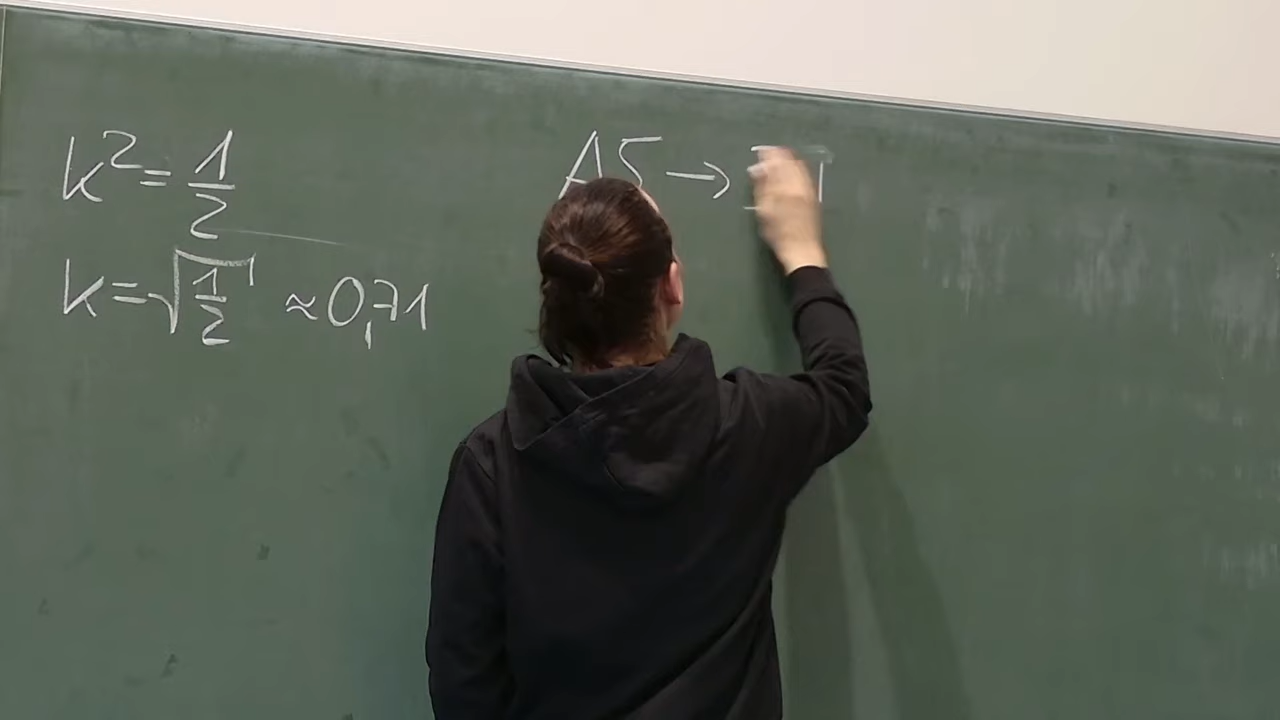 k² = 1/2
k = √(1/2) ≈ 0,71
A5 →